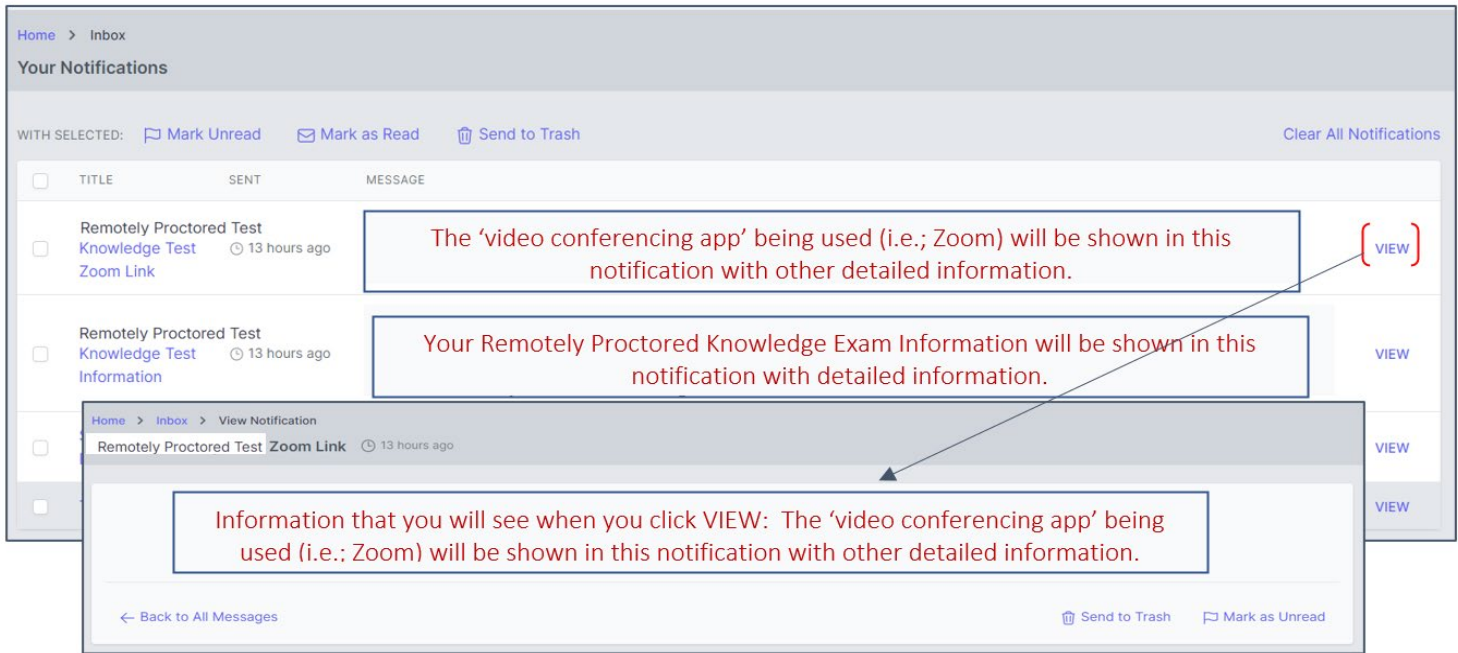 Home > Inbox
Your Notifications
WITH SELECTED: Mark Unread Mark as Read Send to Trash Clear All Notifications
TITLE SENT MESSAGE
Remotely Proctored Test
Knowledge Test 13 hours ago
Zoom Link
The ‘video conferencing app’ being used (i.e.; Zoom) will be shown in this
notification with other detailed information.
VIEW
Remotely Proctored Test
Knowledge Test 13 hours ago
Information
Your Remotely Proctored Knowledge Exam Information will be shown in this
notification with detailed information.
VIEW
VIEW
VIEW
Home > Inbox > View Notification
Remotely Proctored Test Zoom Link 13 hours ago
Information that you will see when you click VIEW: The ‘video conferencing app’ being
used (i.e.; Zoom) will be shown in this notification with other detailed information.
← Back to All Messages Send to Trash Mark as Unread